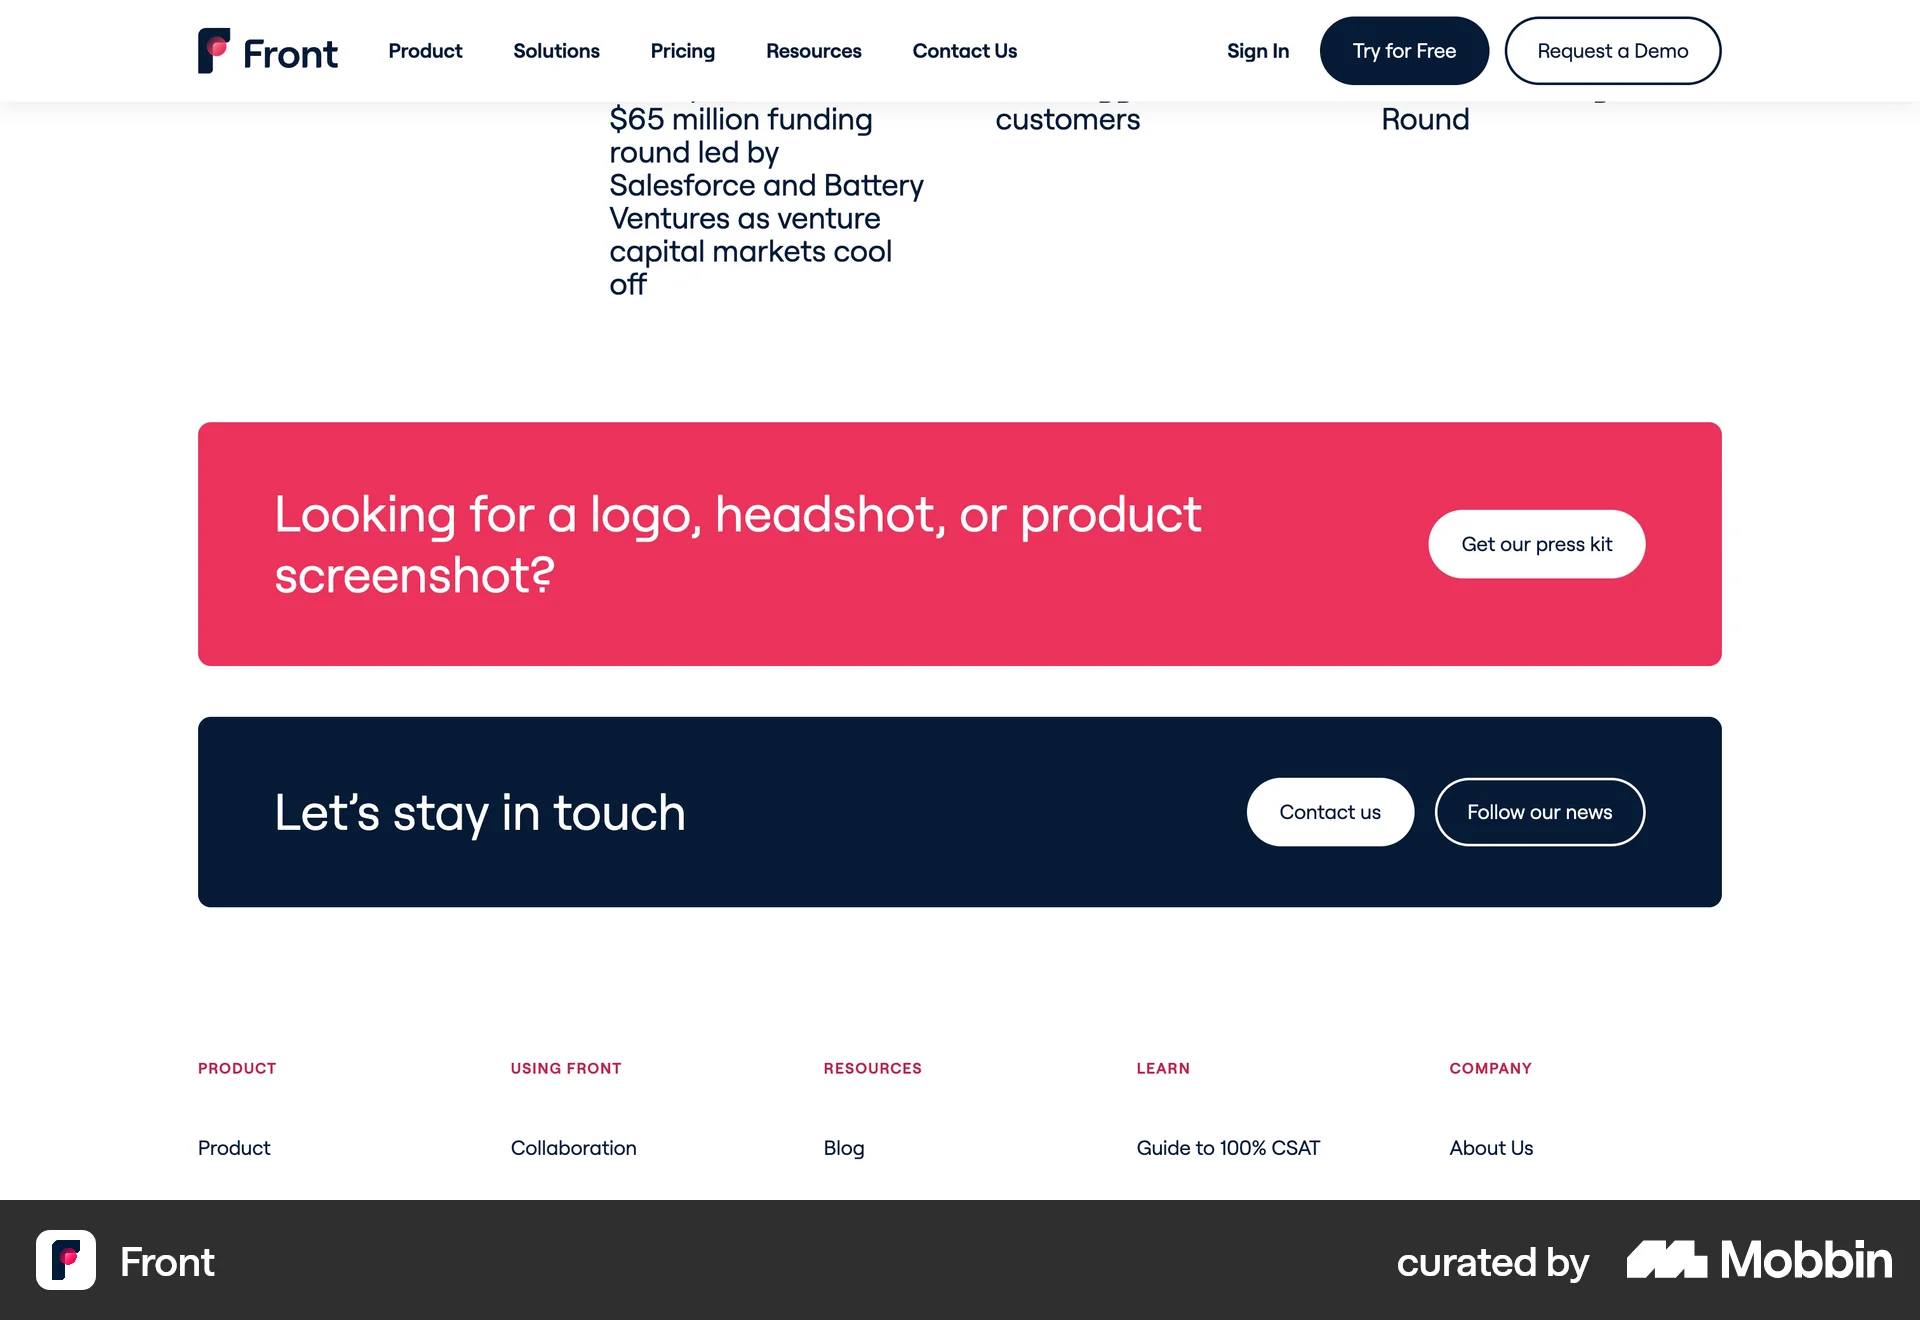 Front
Product
Solutions
Pricing
Resources
Contact Us
Sign In
Try for Free
Request a Demo
$65 million funding
round led by
Salesforce and Battery
Ventures as venture
capital markets cool
off
customers
Round
Looking for a logo, headshot, or product
screenshot?
Get our press kit
Let's stay in touch
Contact us
Follow our news
PRODUCT
USING FRONT
RESOURCES
LEARN
COMPANY
Product
Collaboration
Blog
Guide to 100% CSAT
About Us
Front
curated by
Mobbin